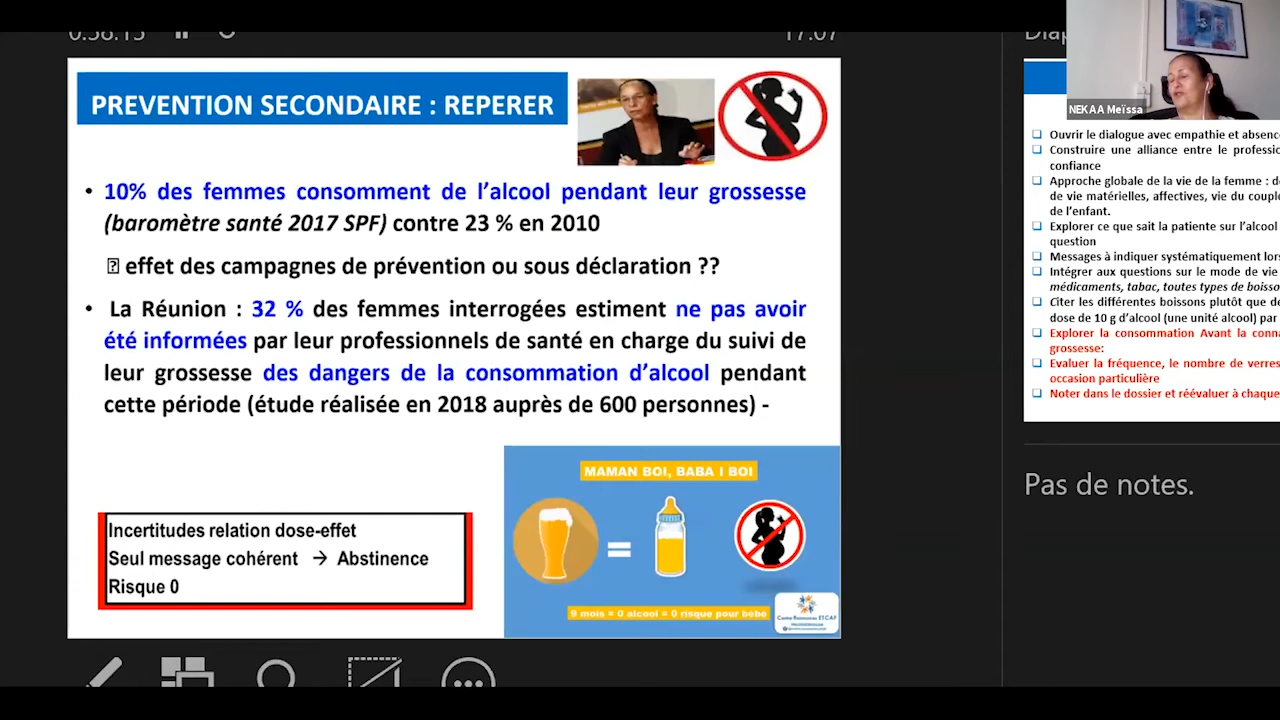 0:58:15
17:07
PREVENTION SECONDAIRE : REPERER
• 10% des femmes consomment de l’alcool pendant leur grossesse
(baromètre santé 2017 SPF) contre 23 % en 2010
effet des campagnes de prévention ou sous déclaration ??
• La Réunion : 32 % des femmes interrogées estiment ne pas avoir
été informées par leur professionnels de santé en charge du suivi de
leur grossesse des dangers de la consommation d’alcool pendant
cette période (étude réalisée en 2018 auprès de 600 personnes) -
Incertitudes relation dose-effet
Seul message cohérent → Abstinence
Risque 0
MAMAN BOI, BABA I BOI
=
9 mois = 0 alcool = 0 risque pour bébé
Centre Ressources ETCAF
NEKAA Meïssa
Ouvrir le dialogue avec empathie et absence
Construire une alliance entre le professio
confiance
Approche globale de la vie de la femme :
de vie matérielles, affectives, vie du couple
de l’enfant.
Explorer ce que sait la patiente sur l’alcool
question
Messages à indiquer systématiquement lors
Intégrer aux questions sur le mode de vie
médicaments, tabac, toutes types de boisso
Citer les différentes boissons plutôt que de
dose de 10 g d’alcool (une unité alcool) par
Explorer la consommation Avant la conna
grossesse:
Evaluer la fréquence, le nombre de verres
occasion particulière
Noter dans le dossier et réévaluer à chaque
Pas de notes.